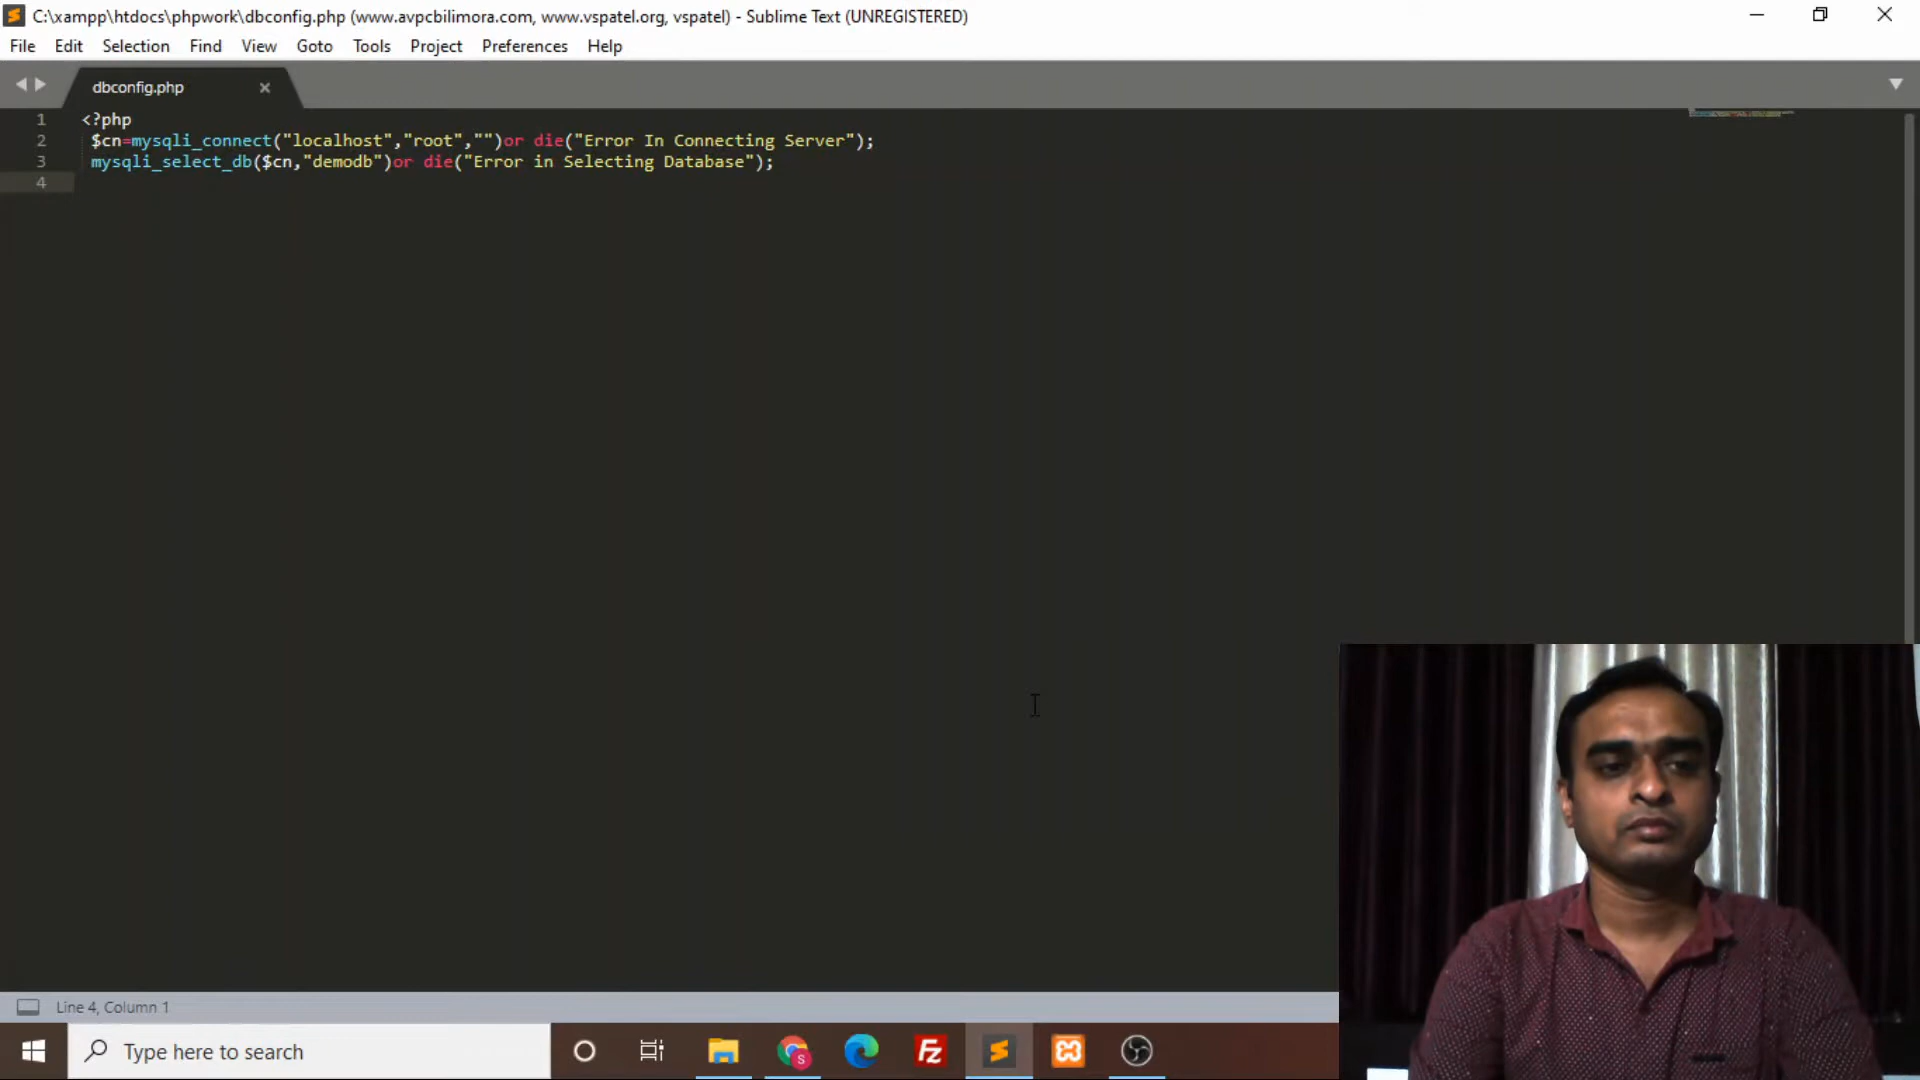 C:\xampp\htdocs\phpwork\dbconfig.php (www.avpcbilimora.com, www.vspatel.org, vspatel) - Sublime Text (UNREGISTERED)
File Edit Selection Find View Goto Tools Project Preferences Help
dbconfig.php
1 <?php
2 $cn=mysqli_connect("localhost","root","")or die("Error In Connecting Server");
3 mysqli_select_db($cn,"demodb")or die("Error in Selecting Database");
4
Line 4, Column 1
Type here to search
S
Fz